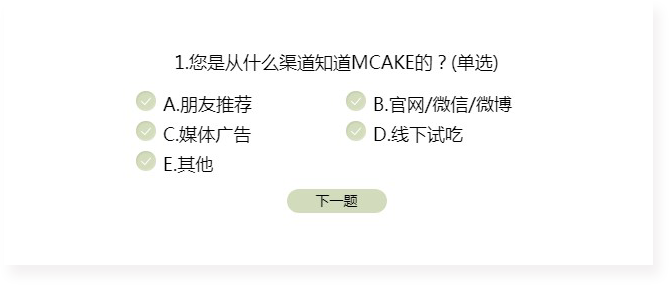 1.您是从什么渠道知道MCAKE的？(单选)
A.朋友推荐 B.官网/微信/微博
C.媒体广告 D.线下试吃
E.其他
下一题